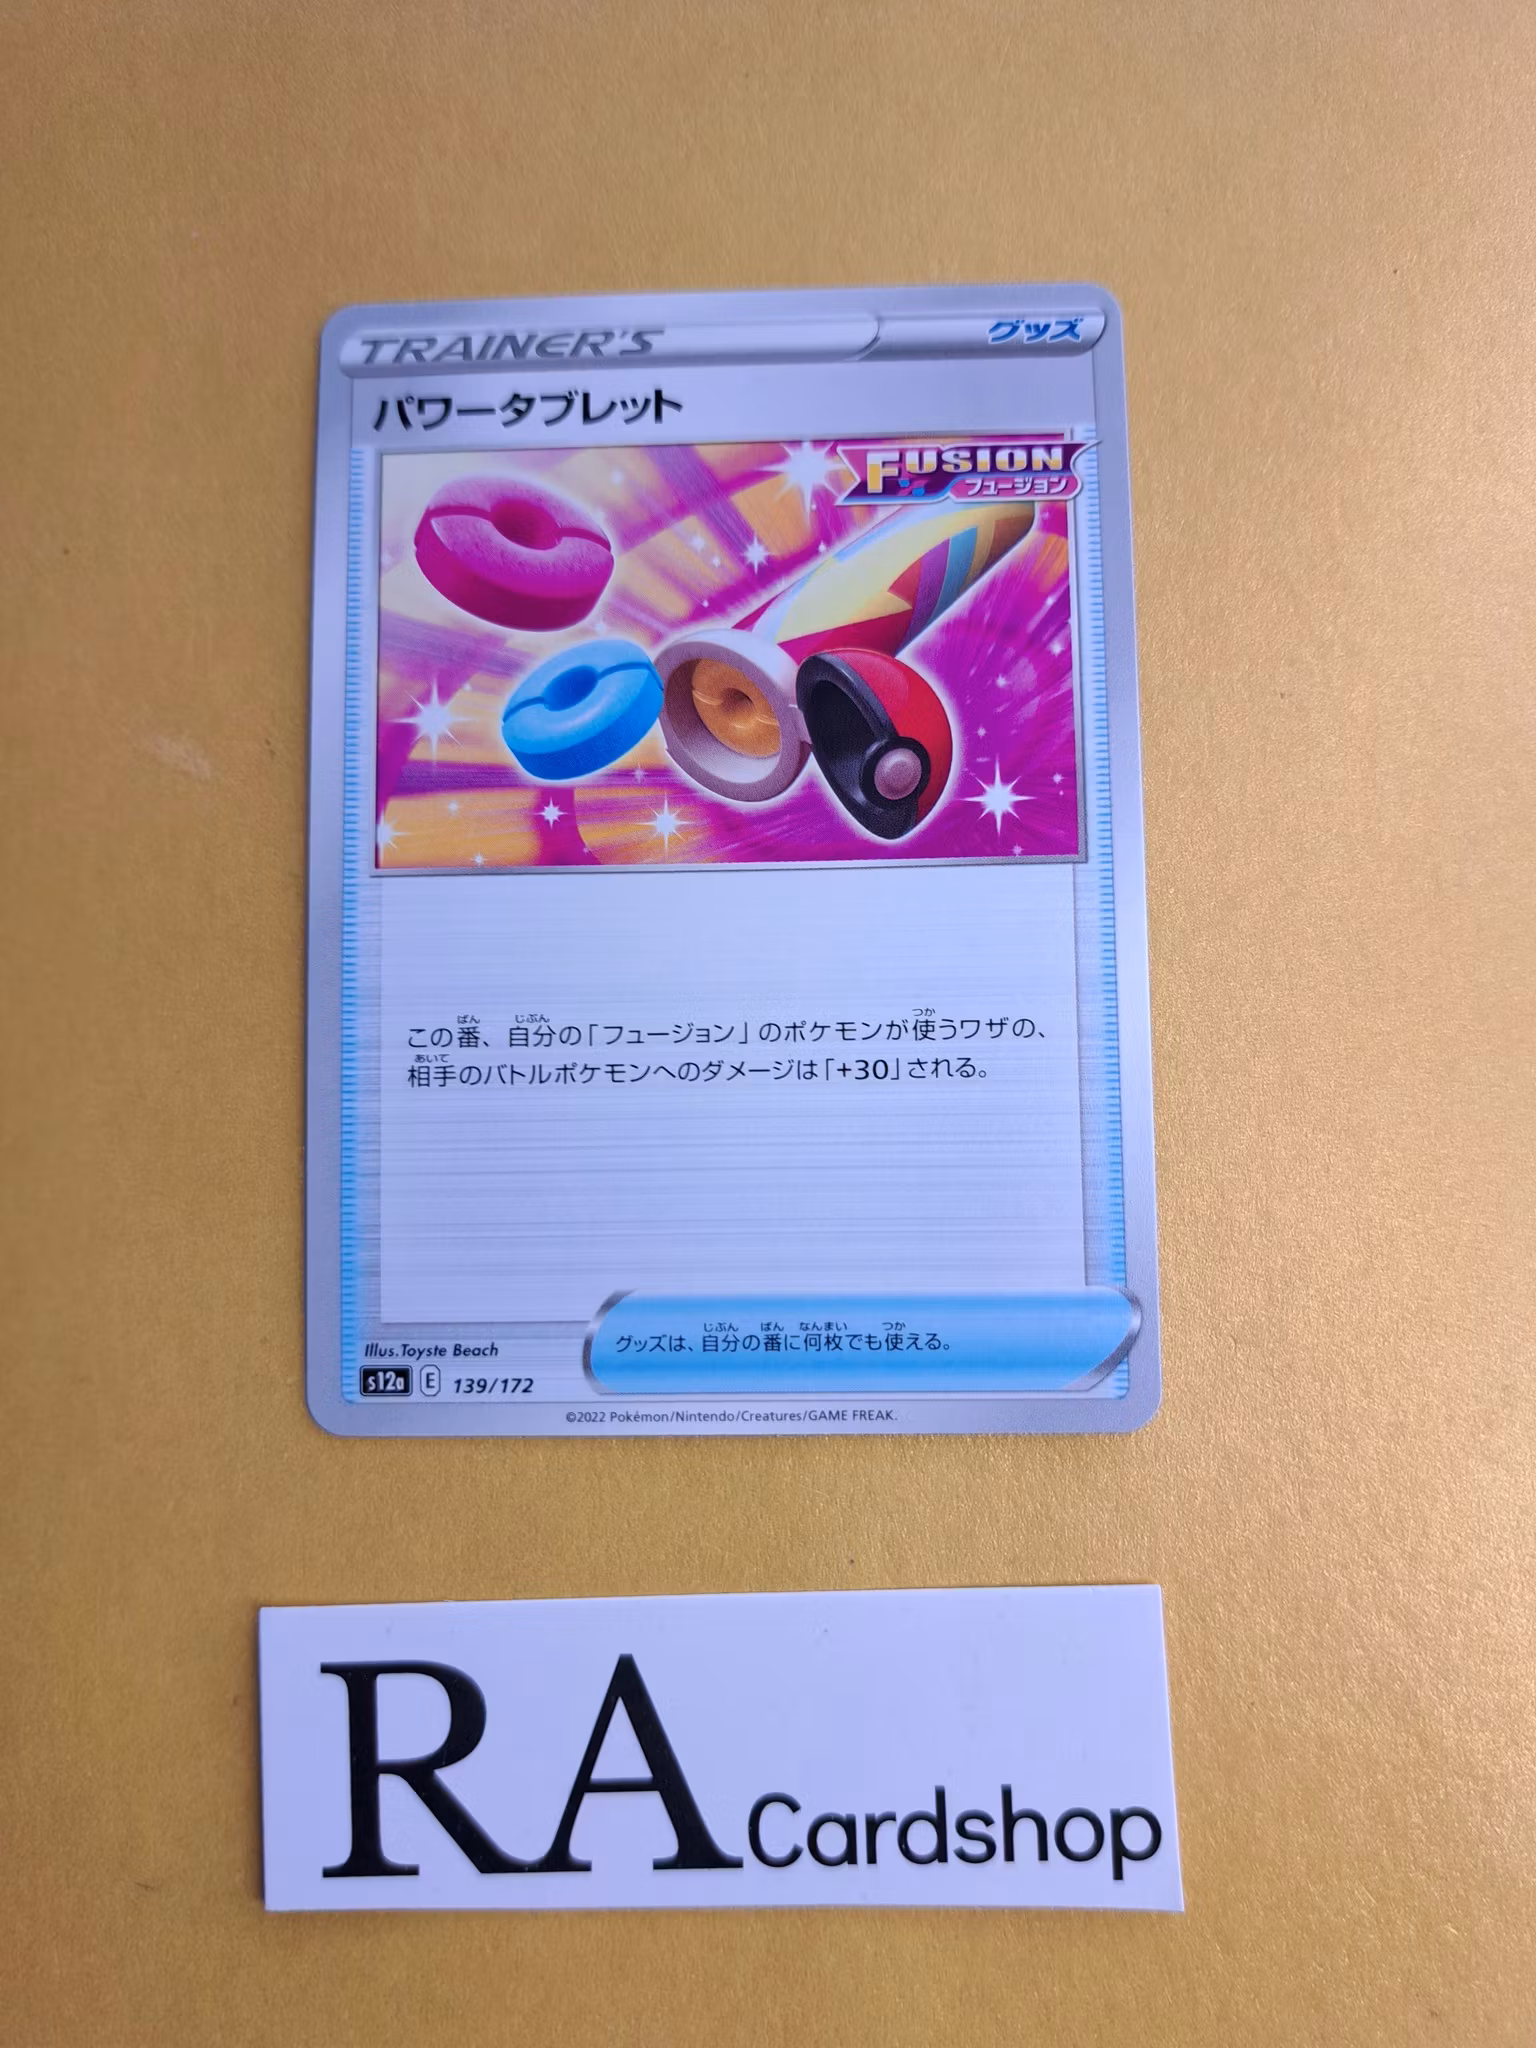 TRAINER'S
グッズ
パワータブレット
FUSION
フュージョン
この番、自分の「フュージョン」のポケモンが使うワザの、
相手のバトルポケモンへのダメージは「+30」される。
グッズは、自分の番に何枚でも使える。
Illus.Toyste Beach
s12a E 139/172
©2022 Pokémon/Nintendo/Creatures/GAME FREAK.
RA Cardshop